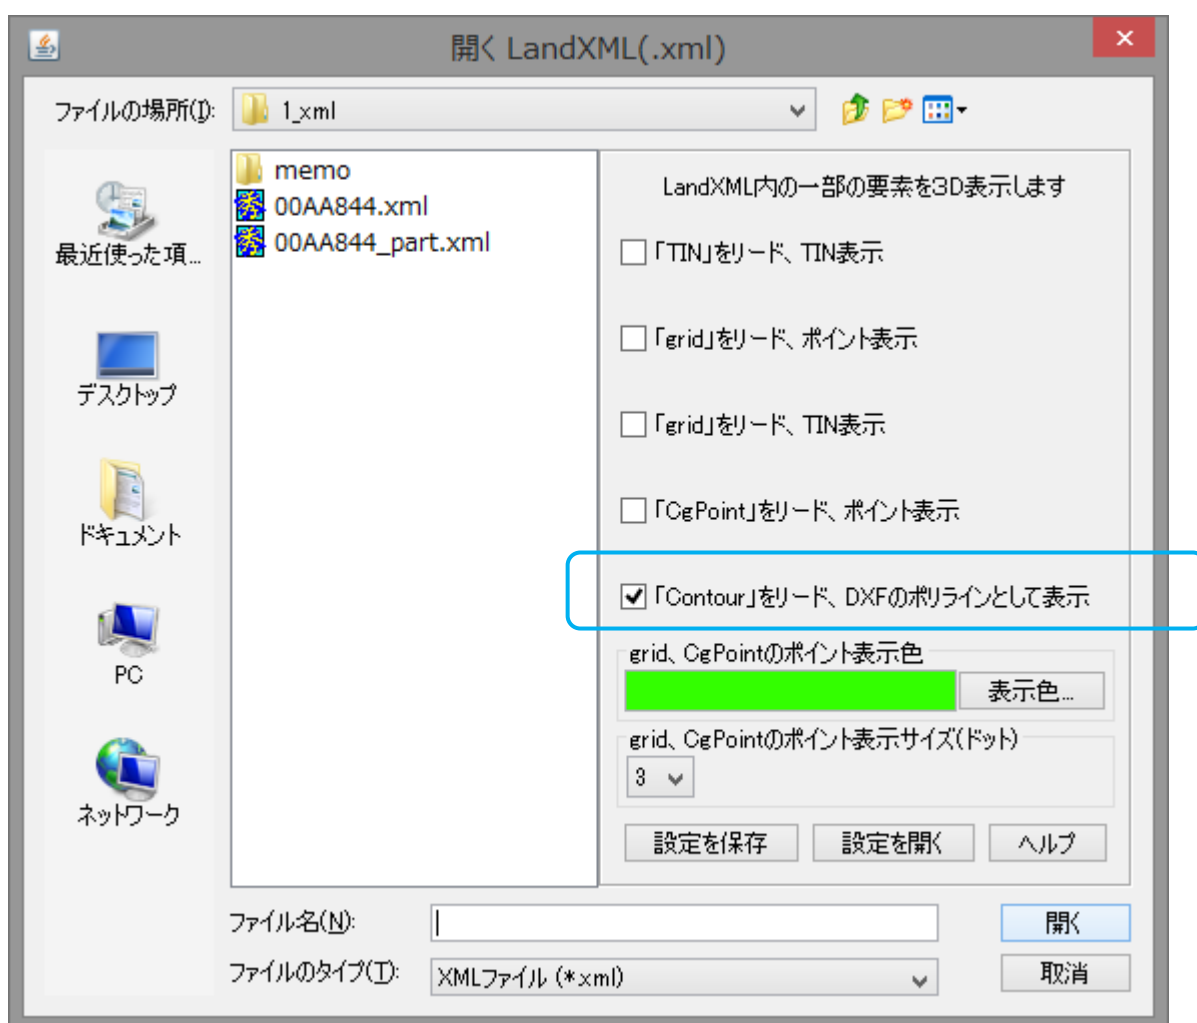 開く LandXML(.xml)
ファイルの場所(I):
1_xml
最近使った項...
デスクトップ
ドキュメント
PC
ネットワーク
memo
00AA844.xml
00AA844_part.xml
LandXML内の一部の要素を3D表示します
「TIN」をリード、TIN表示
「grid」をリード、ポイント表示
「grid」をリード、TIN表示
「CgPoint」をリード、ポイント表示
「Contour」をリード、DXFのポリラインとして表示
grid、CgPointのポイント表示色
表示色...
grid、CgPointのポイント表示サイズ(ドット)
3
設定を保存
設定を開く
ヘルプ
ファイル名(N):
開く
ファイルのタイプ(T):
XMLファイル (*.xml)
取消